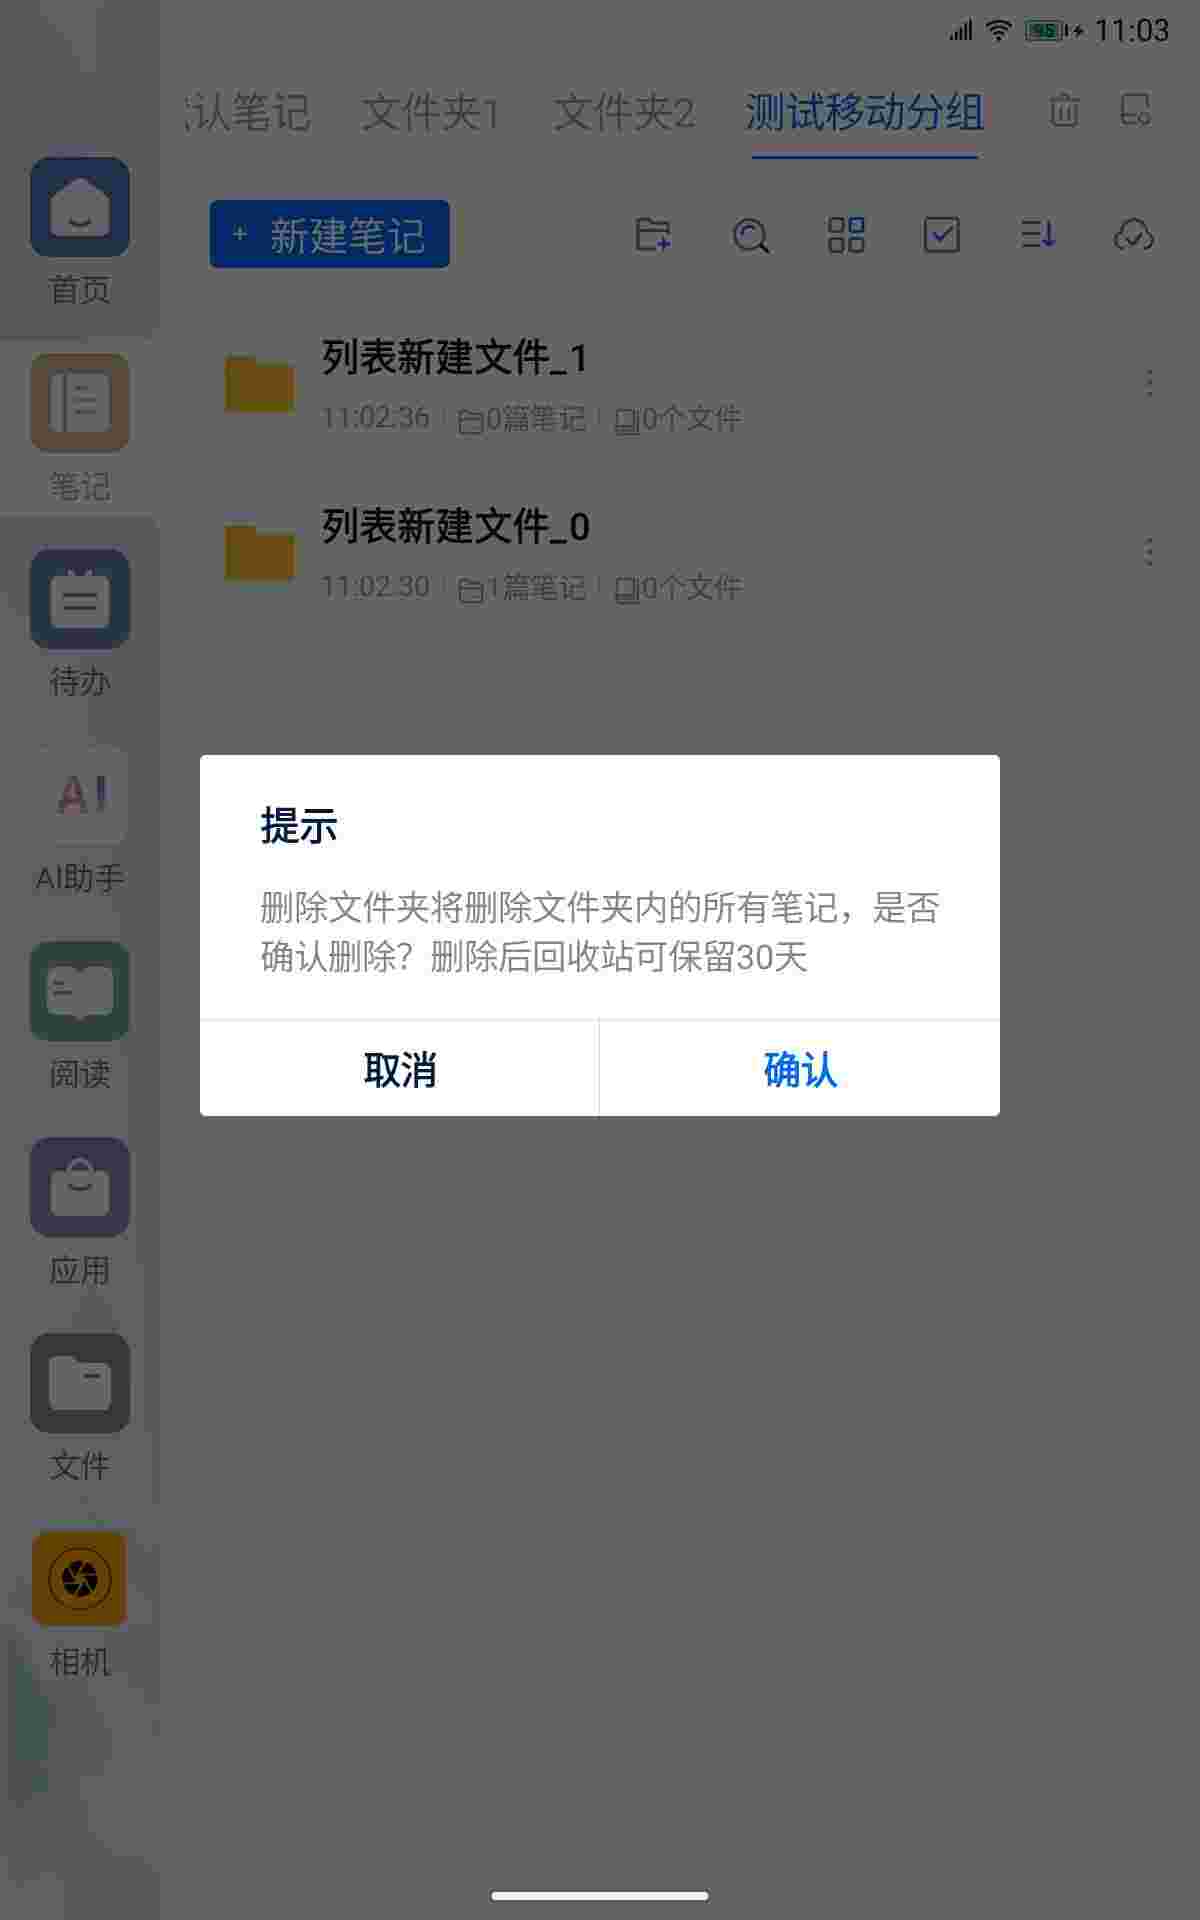 95 11:03
认笔记 文件夹1 文件夹2 测试移动分组
+ 新建笔记
首页
列表新建文件_1
11:02:36 0篇笔记 0个文件
笔记
列表新建文件_0
11:02:30 1篇笔记 0个文件
待办
AI
AI助手
提示
删除文件夹将删除文件夹内的所有笔记，是否
确认删除？删除后回收站可保留30天
取消 确认
阅读
应用
文件
相机